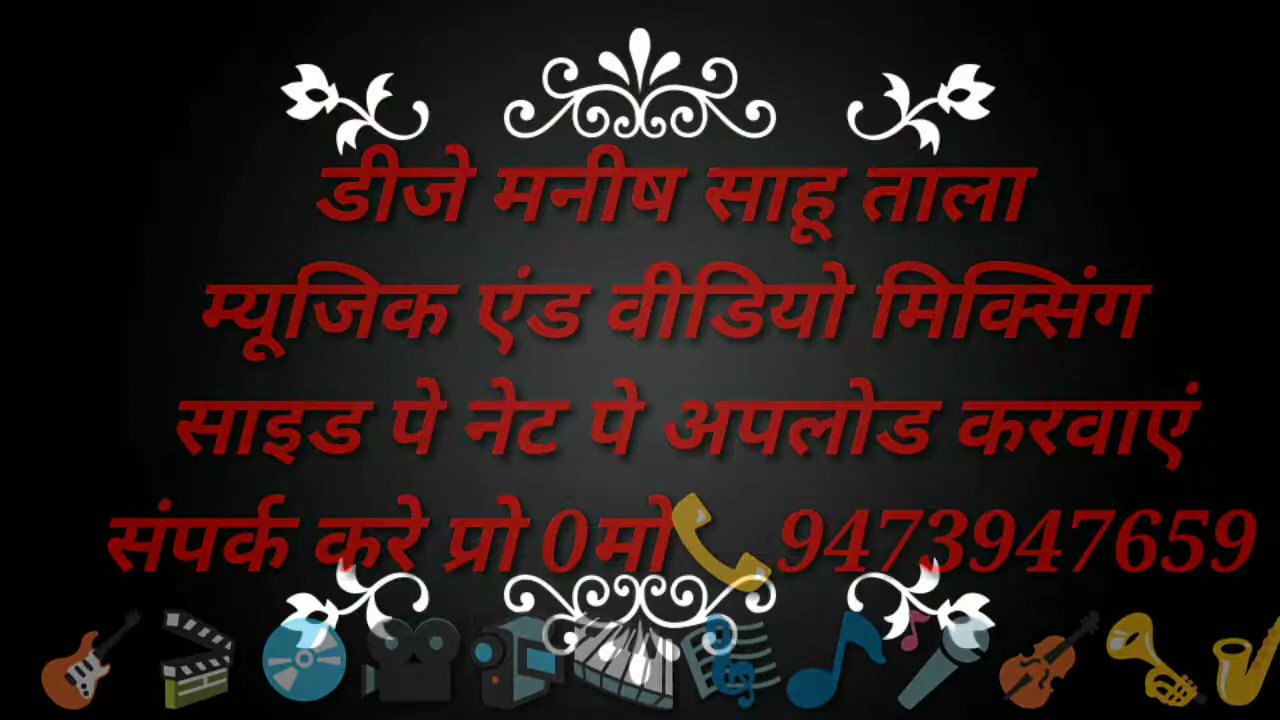 डीजे मनीष साहू ताला
म्यूजिक एंड वीडियो मिक्सिंग
साइड पे नेट पे अपलोड करवाएं
संपर्क करे प्रो 0मो📞9473947659